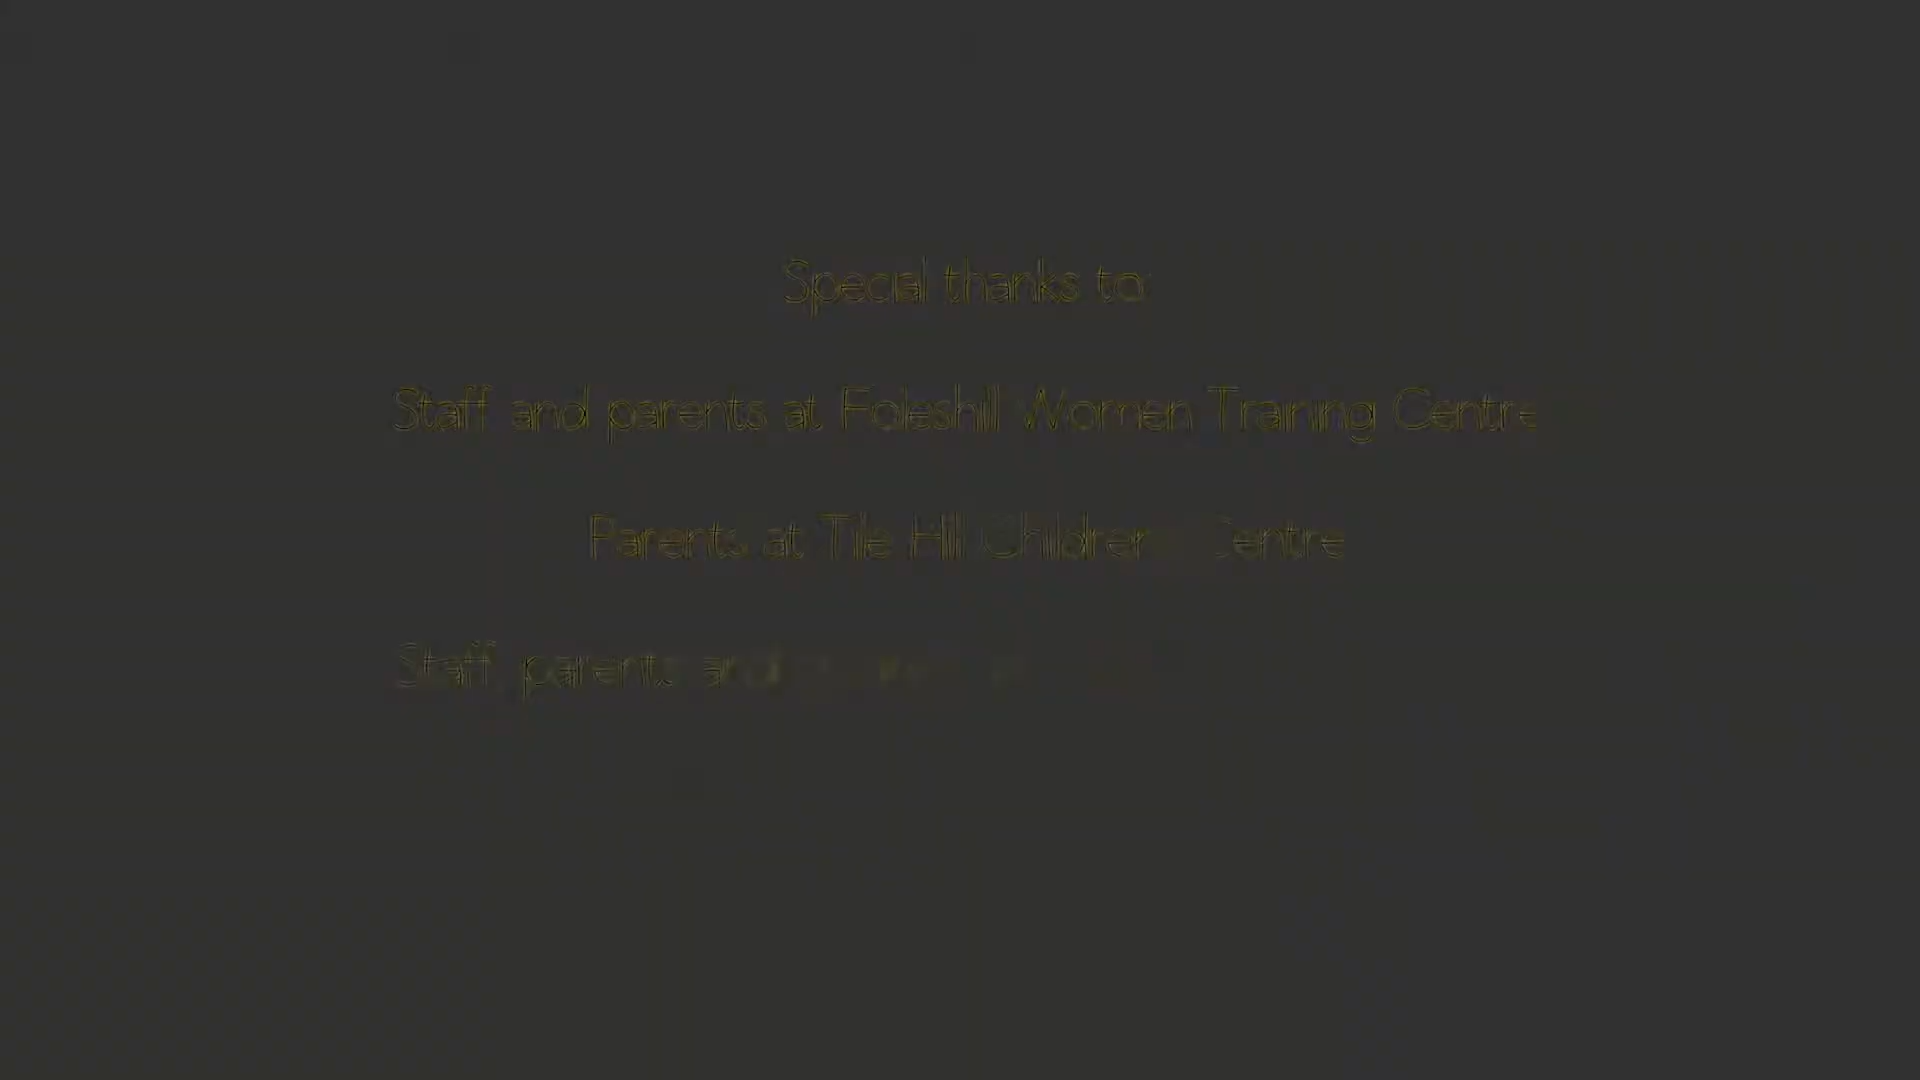 Special thanks to:
Staff and parents at Foleshill Women Training Centre
Parents at Tile Hill Children's Centre
Staff, parents and